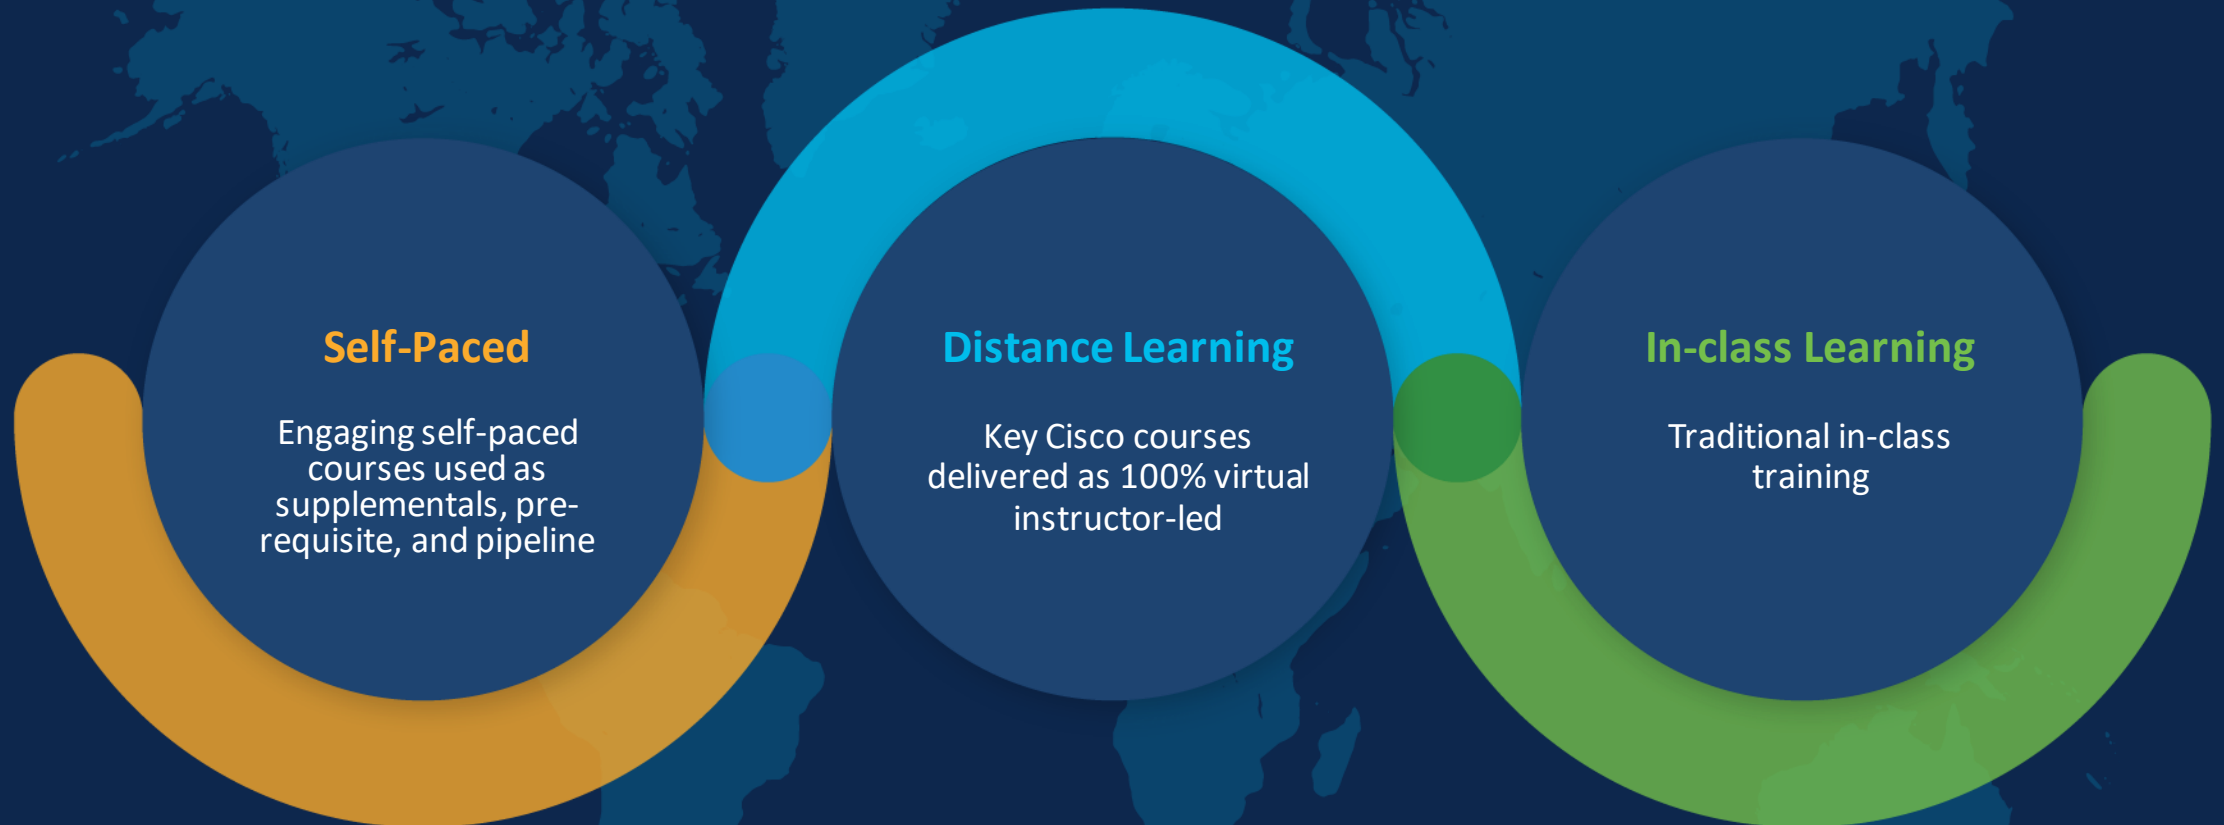 Self-Paced
Engaging self-paced
courses used as
supplementals, pre-
requisite, and pipeline
Distance Learning
Key Cisco courses
delivered as 100% virtual
instructor-led
In-class Learning
Traditional in-class
training